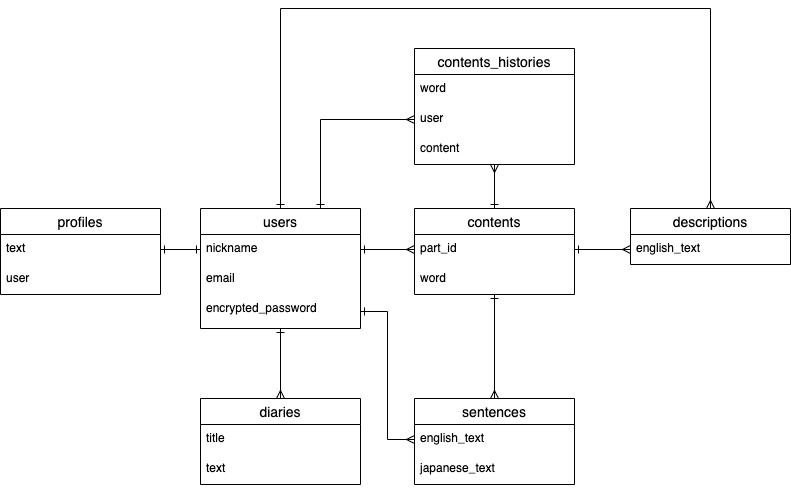 contents_histories
word
user
content
profiles
text
user
users
nickname
email
encrypted_password
contents
part_id
word
descriptions
english_text
diaries
title
text
sentences
english_text
japanese_text